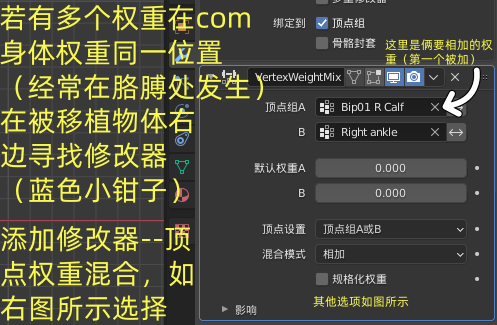 若有多个权重在com
身体权重同一位置
（经常在胳膊处发生）
在被移植物体右
边寻找修改器
（蓝色小钳子）
添加修改器--顶
点权重混合，如
右图所示选择
绑定到 顶点组
骨骼封套
这里是俩要相加的权
重（第一个被加）
VertexWeightMix
顶点组A Bip01 R Calf
B Right ankle
默认权重A 0.000
B 0.000
顶点设置 顶点组A或B
混合模式 相加
规格化权重
影响
其他选项如图所示